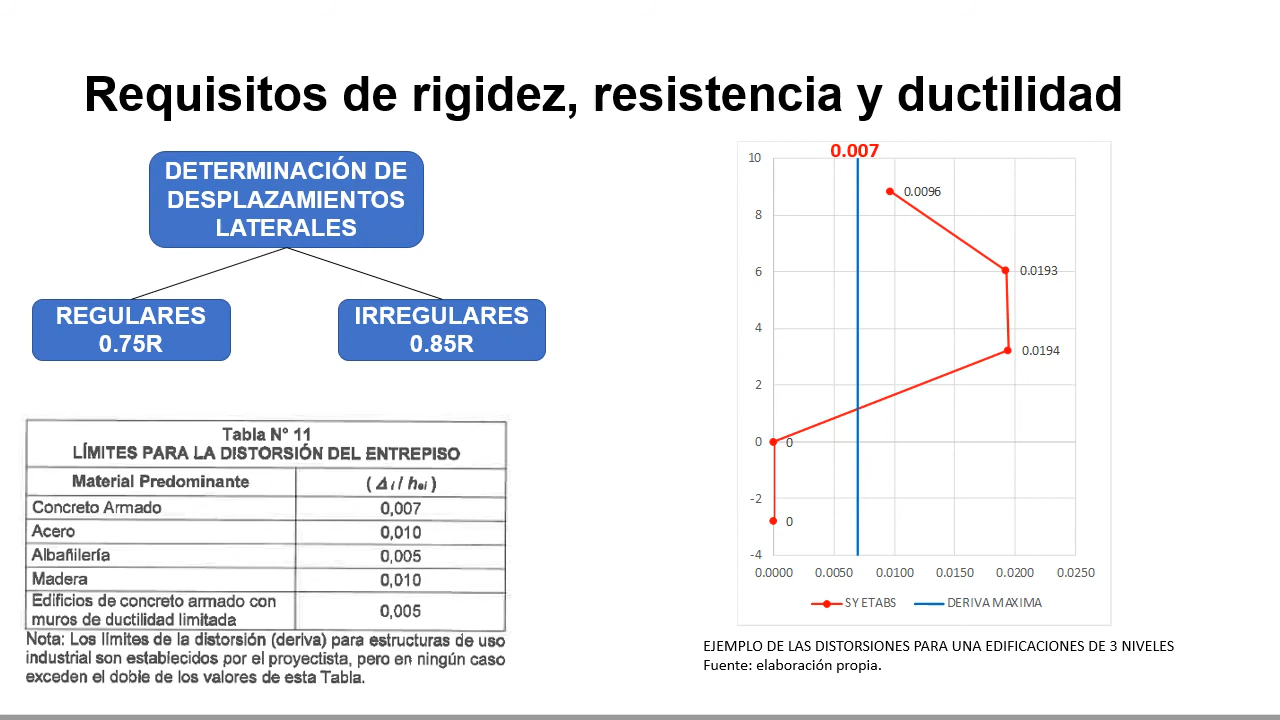 Requisitos de rigidez, resistencia y ductilidad
DETERMINACIÓN DE
DESPLAZAMIENTOS
LATERALES
REGULARES
0.75R
IRREGULARES
0.85R
Tabla N° 11
LÍMITES PARA LA DISTORSIÓN DEL ENTREPISO
Material Predominante
( Δi / hei )
Concreto Armado
0,007
Acero
0,010
Albañilería
0,005
Madera
0,010
Edificios de concreto armado con
muros de ductilidad limitada
0,005
Nota: Los límites de la distorsión (deriva) para estructuras de uso
industrial son establecidos por el proyectista, pero en ningún caso
exceden el doble de los valores de esta Tabla.
0.007
10
8
6
4
2
0
-2
-4
0.0096
0.0193
0.0194
0
0
0.0000 0.0050 0.0100 0.0150 0.0200 0.0250
SY ETABS
DERIVA MAXIMA
EJEMPLO DE LAS DISTORSIONES PARA UNA EDIFICACIONES DE 3 NIVELES
Fuente: elaboración propia.